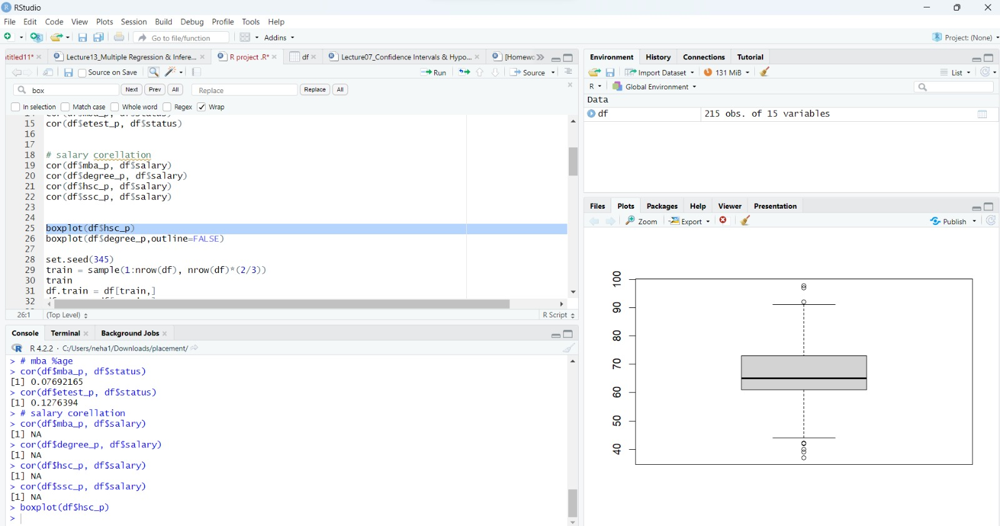 RStudio
File Edit Code View Plots Session Build Debug Profile Tools Help
Go to file/function Addins Project: (None)
ntitled11* Lecture13_Multiple Regression & Infere... R project .R* df Lecture07_Confidence Intervals & Hypo... [Homewo
Source on Save Run Source
box Next Prev All Replace Replace All
In selection Match case Whole word Regex Wrap
15 cor(df$etest_p, df$status)
16
17
18 # salary corellation
19 cor(df$mba_p, df$salary)
20 cor(df$degree_p, df$salary)
21 cor(df$hsc_p, df$salary)
22 cor(df$ssc_p, df$salary)
23
24
25 boxplot(df$hsc_p)
26 boxplot(df$degree_p,outline=FALSE)
27
28 set.seed(345)
29 train = sample(1:nrow(df), nrow(df)*(2/3))
30 train
31 df.train = df[train,]
32
26:1 (Top Level) R Script
Console Terminal Background Jobs
R 4.2.2 · C:/Users/neha1/Downloads/placement/
> # mba %age
> cor(df$mba_p, df$status)
[1] 0.07692165
> cor(df$etest_p, df$status)
[1] 0.1276394
> # salary corellation
> cor(df$mba_p, df$salary)
[1] NA
> cor(df$degree_p, df$salary)
[1] NA
> cor(df$hsc_p, df$salary)
[1] NA
> cor(df$ssc_p, df$salary)
[1] NA
> boxplot(df$hsc_p)
>
Environment History Connections Tutorial
Import Dataset 131 MiB List
R Global Environment
Data
df 215 obs. of 15 variables
Files Plots Packages Help Viewer Presentation
Zoom Export Publish
100
90
80
70
60
50
40